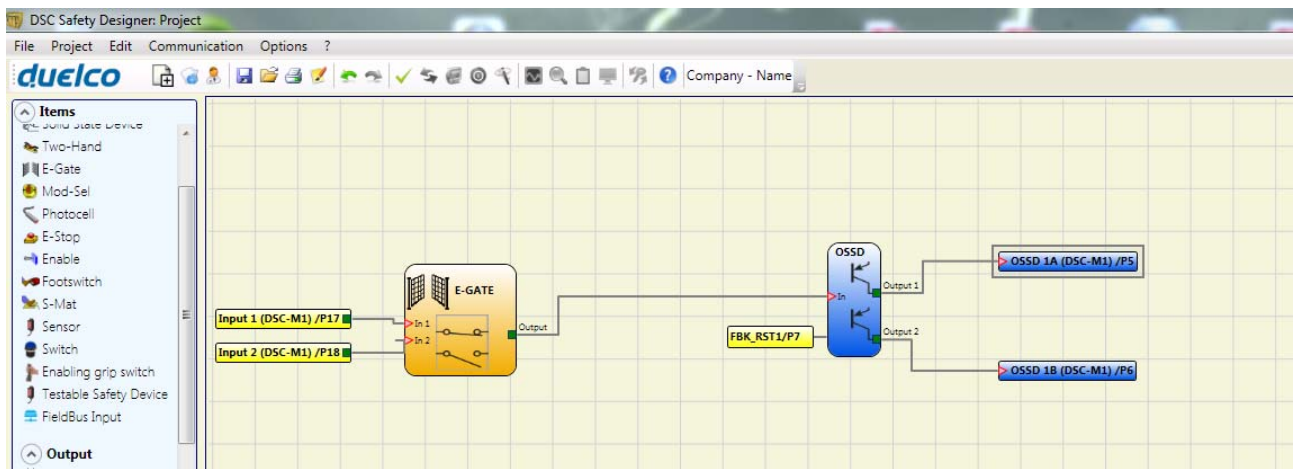 DSC Safety Designer: Project
File Project Edit Communication Options ?
duelco Company - Name
Items
Solid State Device
Two-Hand
E-Gate
Mod-Sel
Photocell
E-Stop
Enable
Footswitch
S-Mat
Sensor
Switch
Enabling grip switch
Testable Safety Device
FieldBus Input
Output
Input 1 (DSC-M1) /P17
Input 2 (DSC-M1) /P18
E-GATE
In 1
In 2
Output
FBK_RST1/P7
OSSD
In
Output 1
Output 2
OSSD 1A (DSC-M1) /P5
OSSD 1B (DSC-M1) /P6